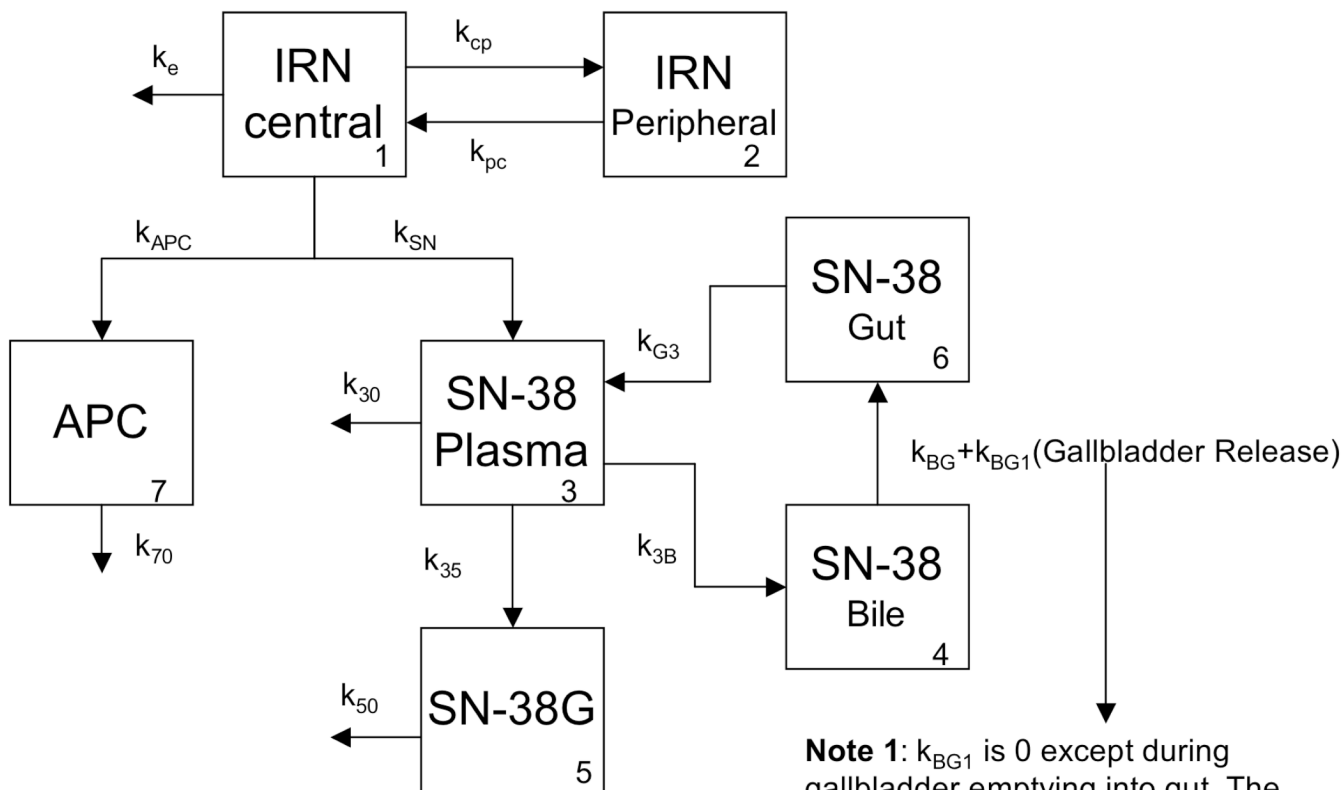 k_e
IRN
central
1
k_cp
k_pc
IRN
Peripheral
2
k_APC
k_SN
APC
7
k_70
k_30
SN-38
Plasma
3
k_G3
SN-38
Gut
6
k_BG+k_BG1(Gallbladder Release)
k_35
k_3B
SN-38
Bile
4
k_50
SN-38G
5
Note 1: k_BG1 is 0 except during
gallbladder emptying into gut. The